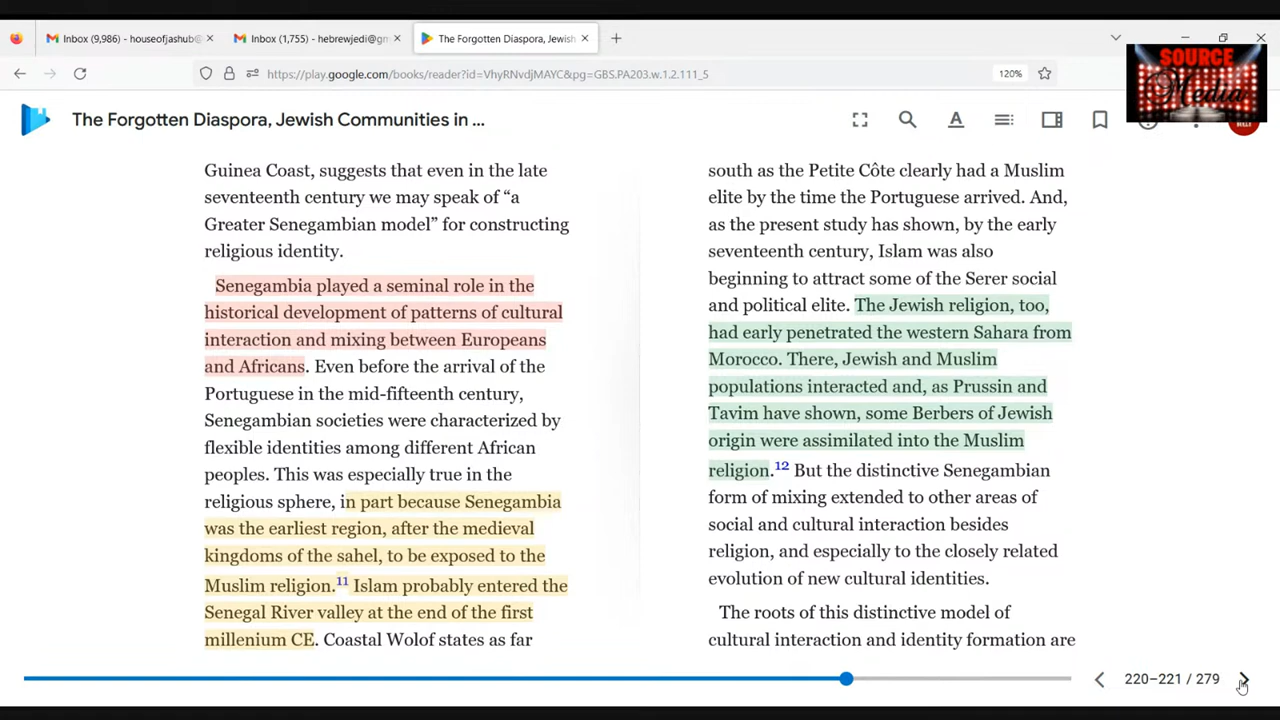 Inbox (9,986) - houseofjashub@
Inbox (1,755) - hebrewjedi@gm
The Forgotten Diaspora, Jewish
https://play.google.com/books/reader?id=VhyRNvdjMAYC&pg=GBS.PA203.w.1.2.111_5
120%
SOURCE
Media
The Forgotten Diaspora, Jewish Communities in ...
Guinea Coast, suggests that even in the late
seventeenth century we may speak of “a
Greater Senegambian model” for constructing
religious identity.
Senegambia played a seminal role in the
historical development of patterns of cultural
interaction and mixing between Europeans
and Africans. Even before the arrival of the
Portuguese in the mid-fifteenth century,
Senegambian societies were characterized by
flexible identities among different African
peoples. This was especially true in the
religious sphere, in part because Senegambia
was the earliest region, after the medieval
kingdoms of the sahel, to be exposed to the
Muslim religion.11 Islam probably entered the
Senegal River valley at the end of the first
millenium CE. Coastal Wolof states as far
south as the Petite Côte clearly had a Muslim
elite by the time the Portuguese arrived. And,
as the present study has shown, by the early
seventeenth century, Islam was also
beginning to attract some of the Serer social
and political elite. The Jewish religion, too,
had early penetrated the western Sahara from
Morocco. There, Jewish and Muslim
populations interacted and, as Prussin and
Tavim have shown, some Berbers of Jewish
origin were assimilated into the Muslim
religion.12 But the distinctive Senegambian
form of mixing extended to other areas of
social and cultural interaction besides
religion, and especially to the closely related
evolution of new cultural identities.
The roots of this distinctive model of
cultural interaction and identity formation are
220–221 / 279